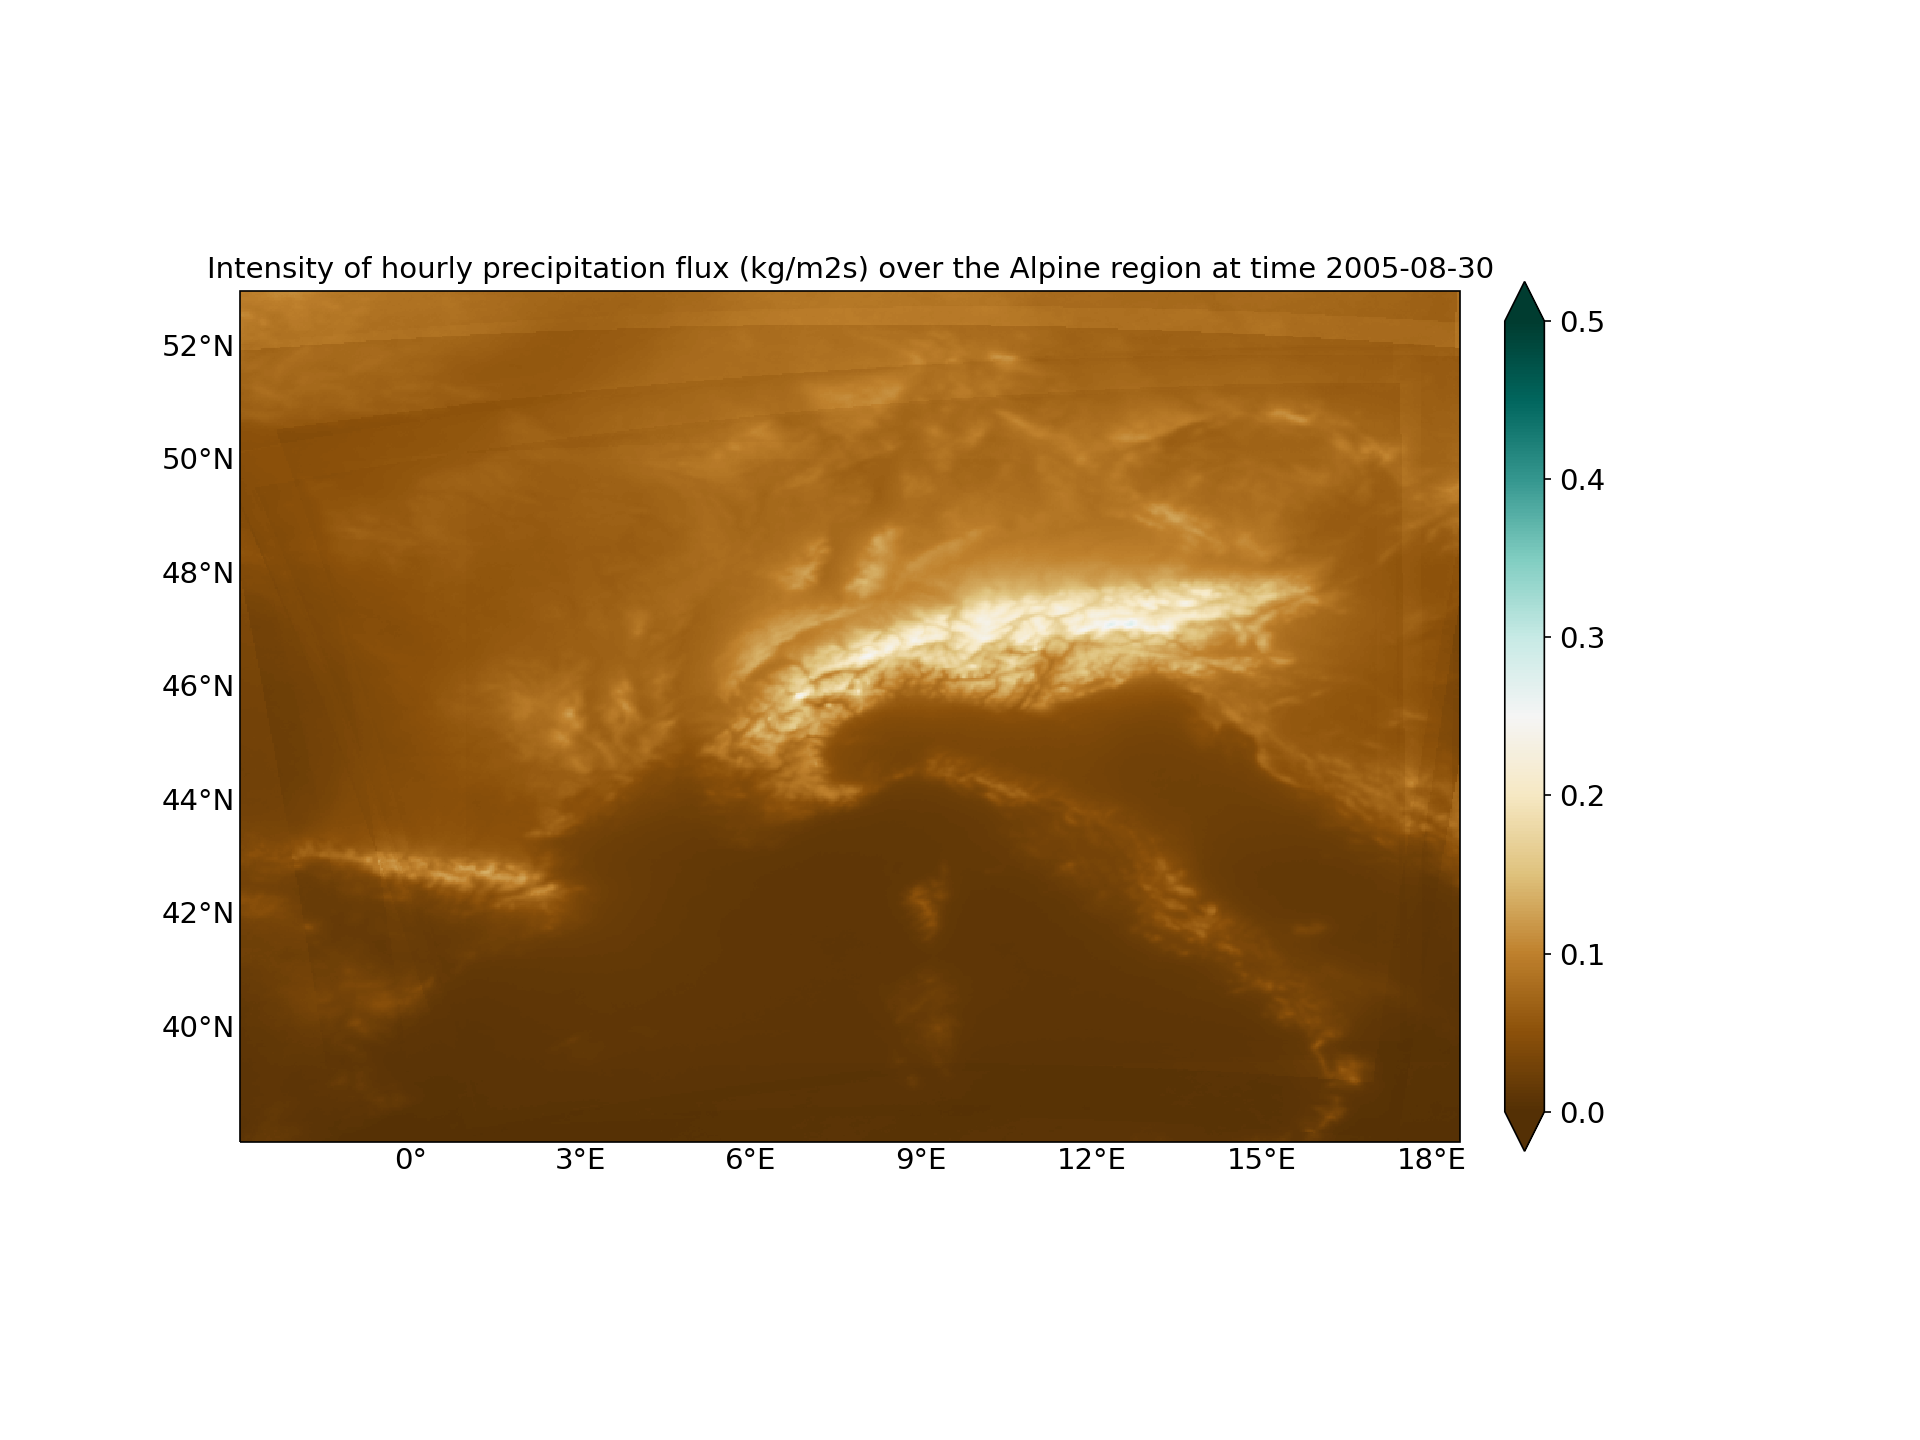 Intensity of hourly precipitation flux (kg/m2s) over the Alpine region at time 2005-08-30
52°N
50°N
48°N
46°N
44°N
42°N
40°N
0°
3°E
6°E
9°E
12°E
15°E
18°E
0.5
0.4
0.3
0.2
0.1
0.0